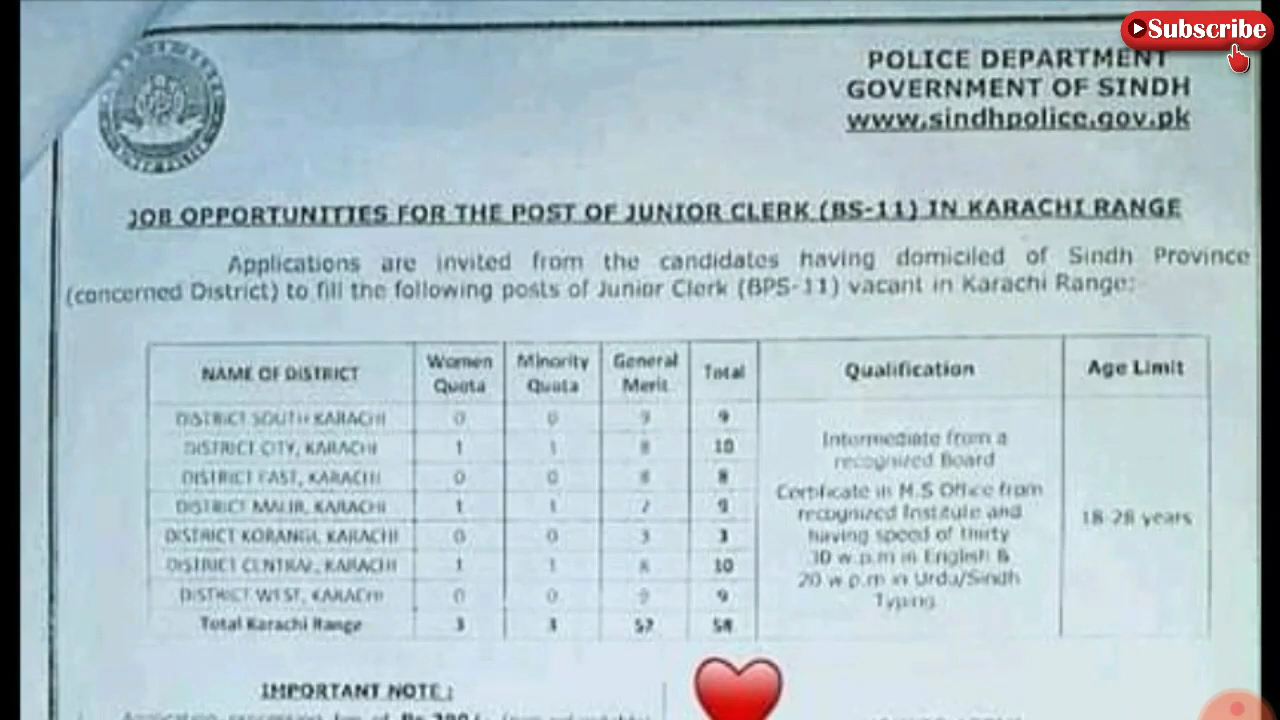 Subscribe
POLICE DEPARTMENT
GOVERNMENT OF SINDH
www.sindhpolice.gov.pk
JOB OPPORTUNITIES FOR THE POST OF JUNIOR CLERK (BS-11) IN KARACHI RANGE
Applications are invited from the candidates having domiciled of Sindh Province
(concerned District) to fill the following posts of Junior Clerk (BPS-11) vacant in Karachi Range:
NAME OF DISTRICT Women Quota Minority Quota General Merit Total Qualification Age Limit
DISTRICT SOUTH KARACHI 0 0 9 9
DISTRICT CITY, KARACHI 1 1 8 10
DISTRICT EAST, KARACHI 0 0 8 8
DISTRICT MALIR, KARACHI 1 1 7 9
DISTRICT KORANGI, KARACHI 0 0 3 3
DISTRICT CENTRAL, KARACHI 1 1 8 10
DISTRICT WEST, KARACHI 0 0 9 9
Total Karachi Range 3 3 52 58
Intermediate from a
recognized Board
Certificate in M.S Office from
recognized Institute and
having speed of thirty
30 w.p.m in English &
20 w.p.m in Urdu/Sindh
Typing
18-28 years
IMPORTANT NOTE: